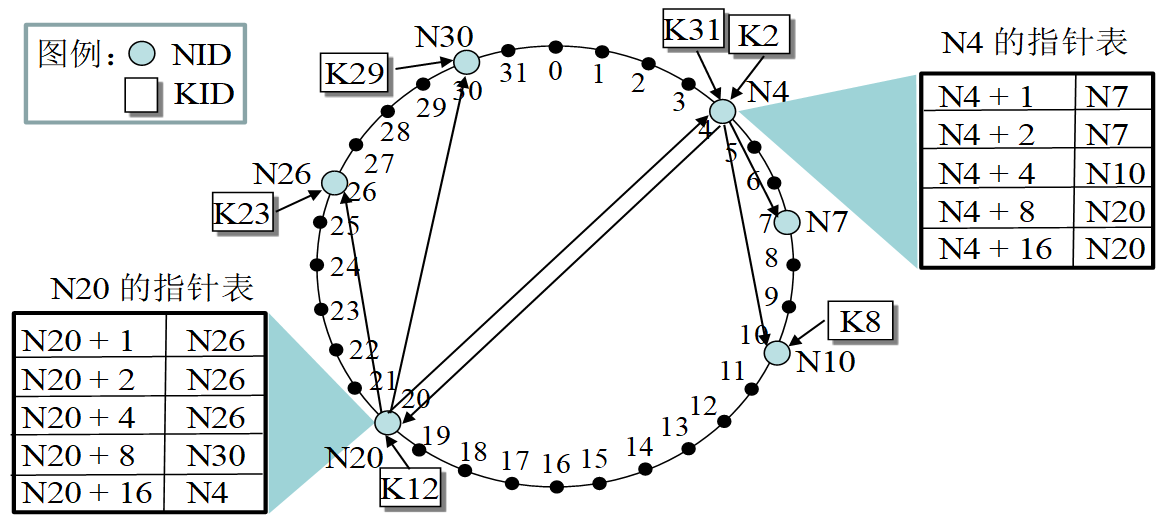 图例： NID
KID
N30
K29
K31
K2
N4
N4 的指针表
N4 + 1 N7
N4 + 2 N7
N4 + 4 N10
N4 + 8 N20
N4 + 16 N20
N26
K23
N7
K8
N10
N20 的指针表
N20 + 1 N26
N20 + 2 N26
N20 + 4 N26
N20 + 8 N30
N20 + 16 N4
N20
K12
0
1
2
3
4
5
6
7
8
9
10
11
12
13
14
15
16
17
18
19
20
21
22
23
24
25
26
27
28
29
30
31